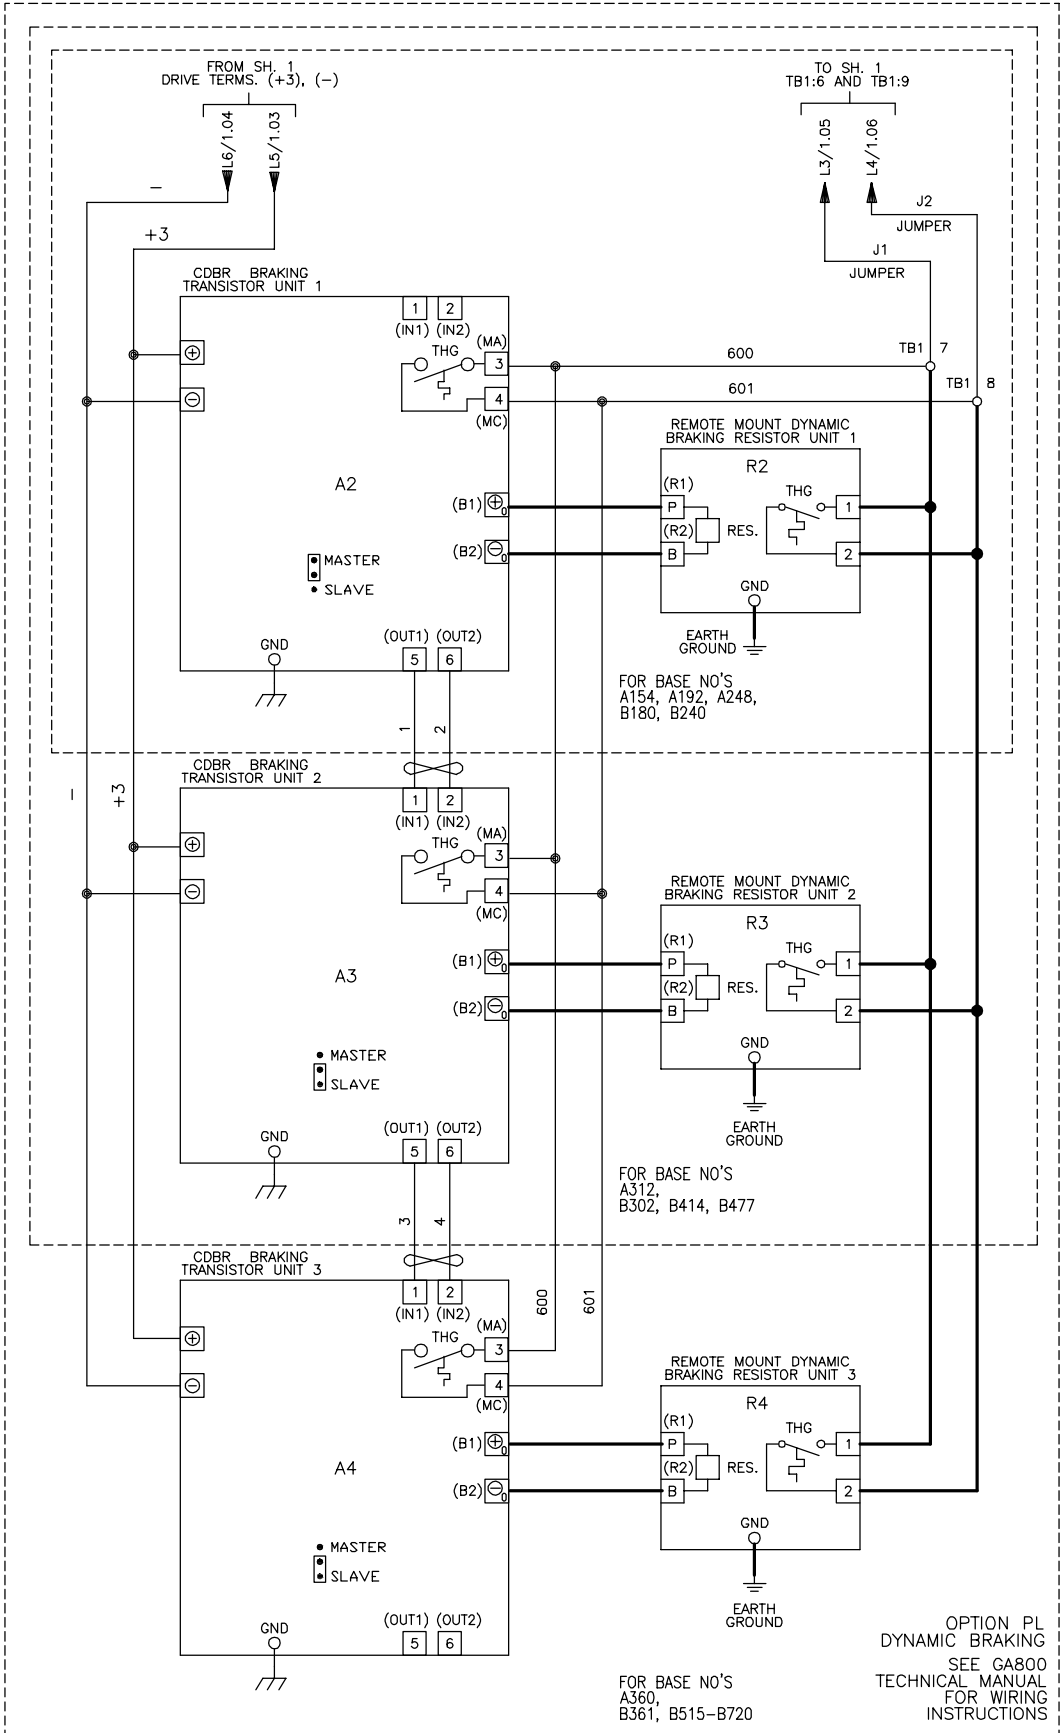 FROM SH. 1
DRIVE TERMS. (+3), (-)
L6/1.04
L5/1.03
TO SH. 1
TB1:6 AND TB1:9
L3/1.05
L4/1.06
-
+3
J2
JUMPER
J1
JUMPER
CDBR BRAKING
TRANSISTOR UNIT 1
1 2
(IN1) (IN2)
THG
(MA)
3
4
(MC)
600
601
TB1 7
TB1 8
A2
(B1)
(B2)
MASTER
SLAVE
GND
(OUT1) (OUT2)
5 6
REMOTE MOUNT DYNAMIC
BRAKING RESISTOR UNIT 1
R2
(R1)
P
(R2)
B
RES.
THG
1
2
GND
EARTH
GROUND
FOR BASE NO'S
A154, A192, A248,
B180, B240
1
2
-
+3
CDBR BRAKING
TRANSISTOR UNIT 2
1 2
(IN1) (IN2)
THG
(MA)
3
4
(MC)
A3
(B1)
(B2)
MASTER
SLAVE
GND
(OUT1) (OUT2)
5 6
REMOTE MOUNT DYNAMIC
BRAKING RESISTOR UNIT 2
R3
(R1)
P
(R2)
B
RES.
THG
1
2
GND
EARTH
GROUND
FOR BASE NO'S
A312,
B302, B414, B477
3
4
CDBR BRAKING
TRANSISTOR UNIT 3
1 2
(IN1) (IN2)
THG
(MA)
3
4
(MC)
600
601
A4
(B1)
(B2)
MASTER
SLAVE
GND
(OUT1) (OUT2)
5 6
REMOTE MOUNT DYNAMIC
BRAKING RESISTOR UNIT 3
R4
(R1)
P
(R2)
B
RES.
THG
1
2
GND
EARTH
GROUND
FOR BASE NO'S
A360,
B361, B515-B720
OPTION PL
DYNAMIC BRAKING
SEE GA800
TECHNICAL MANUAL
FOR WIRING
INSTRUCTIONS